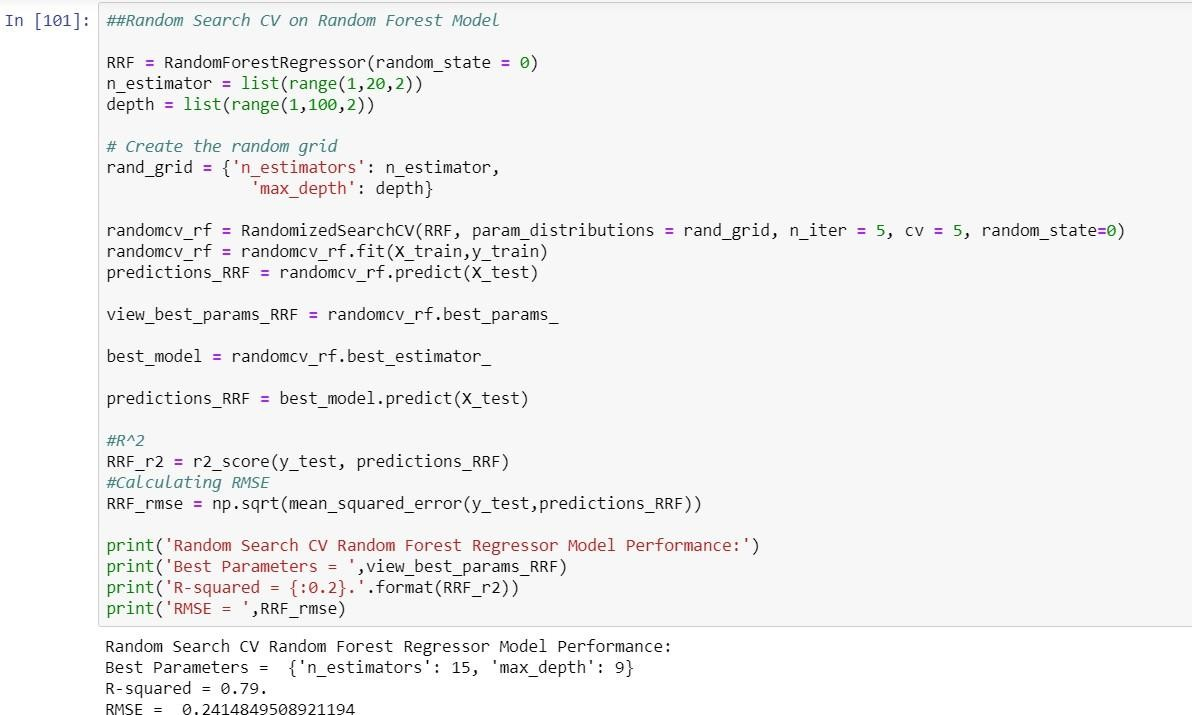 In [101]: ##Random Search CV on Random Forest Model
RRF = RandomForestRegressor(random_state = 0)
n_estimator = list(range(1,20,2))
depth = list(range(1,100,2))
# Create the random grid
rand_grid = {'n_estimators': n_estimator,
'max_depth': depth}
randomcv_rf = RandomizedSearchCV(RRF, param_distributions = rand_grid, n_iter = 5, cv = 5, random_state=0)
randomcv_rf = randomcv_rf.fit(X_train,y_train)
predictions_RRF = randomcv_rf.predict(X_test)
view_best_params_RRF = randomcv_rf.best_params_
best_model = randomcv_rf.best_estimator_
predictions_RRF = best_model.predict(X_test)
#R^2
RRF_r2 = r2_score(y_test, predictions_RRF)
#Calculating RMSE
RRF_rmse = np.sqrt(mean_squared_error(y_test,predictions_RRF))
print('Random Search CV Random Forest Regressor Model Performance:')
print('Best Parameters = ',view_best_params_RRF)
print('R-squared = {:0.2}.'.format(RRF_r2))
print('RMSE = ',RRF_rmse)
Random Search CV Random Forest Regressor Model Performance:
Best Parameters =  {'n_estimators': 15, 'max_depth': 9}
R-squared = 0.79.
RMSE =  0.2414849508921194